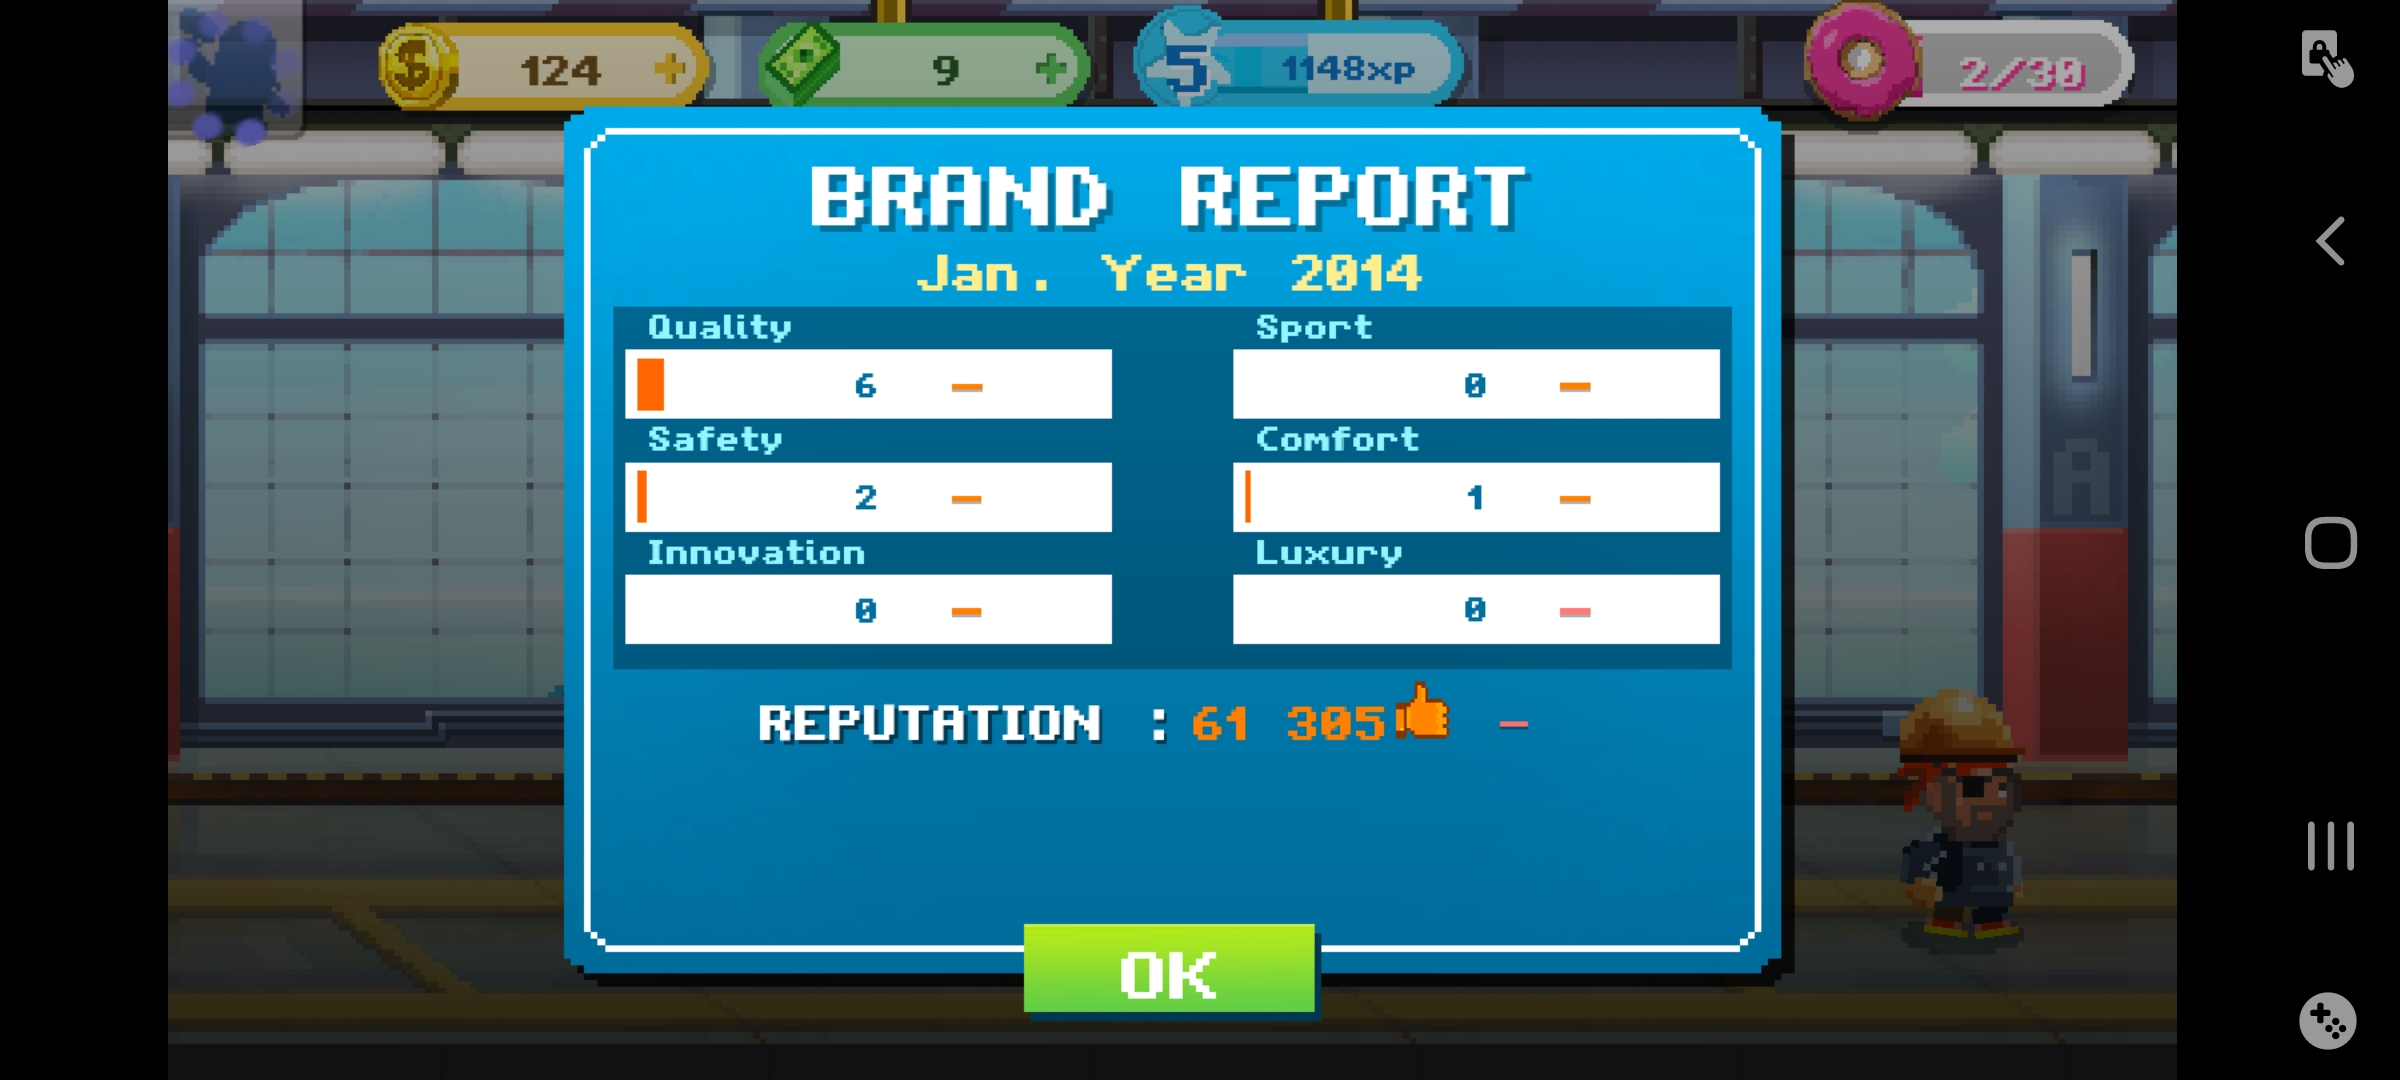 124 +
9 +
5 1148xp
2/30
BRAND REPORT
Jan. Year 2014
Quality
6 –
Sport
0 –
Safety
2 –
Comfort
1 –
Innovation
0 –
Luxury
0 –
REPUTATION : 61 305 –
A
OK